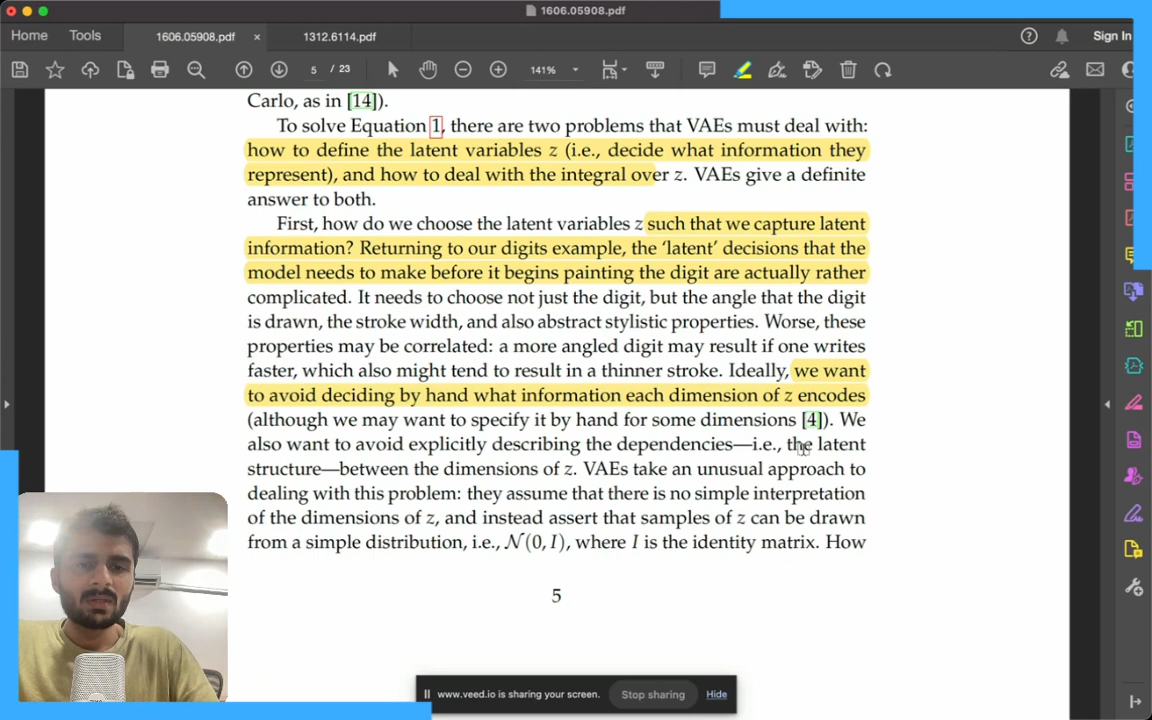 1606.05908.pdf
Home
Tools
1606.05908.pdf ×
1312.6114.pdf
Sign In
5 / 23
141%
Carlo, as in [14]).
To solve Equation 1, there are two problems that VAEs must deal with:
how to define the latent variables z (i.e., decide what information they
represent), and how to deal with the integral over z. VAEs give a definite
answer to both.
First, how do we choose the latent variables z such that we capture latent
information? Returning to our digits example, the ‘latent’ decisions that the
model needs to make before it begins painting the digit are actually rather
complicated. It needs to choose not just the digit, but the angle that the digit
is drawn, the stroke width, and also abstract stylistic properties. Worse, these
properties may be correlated: a more angled digit may result if one writes
faster, which also might tend to result in a thinner stroke. Ideally, we want
to avoid deciding by hand what information each dimension of z encodes
(although we may want to specify it by hand for some dimensions [4]). We
also want to avoid explicitly describing the dependencies—i.e., the latent
structure—between the dimensions of z. VAEs take an unusual approach to
dealing with this problem: they assume that there is no simple interpretation
of the dimensions of z, and instead assert that samples of z can be drawn
from a simple distribution, i.e., N(0, I), where I is the identity matrix. How
5
www.veed.io is sharing your screen.
Stop sharing
Hide